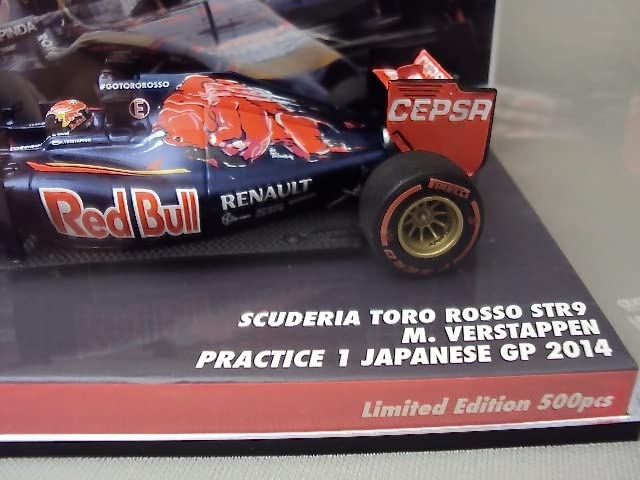 #GOTOROROSSO
E
M.VERSTAPPEN
CEPSA
Red Bull
RENAULT
PIRELLI
SCUDERIA TORO ROSSO STR9
M. VERSTAPPEN
PRACTICE 1 JAPANESE GP 2014
Limited Edition 500pcs